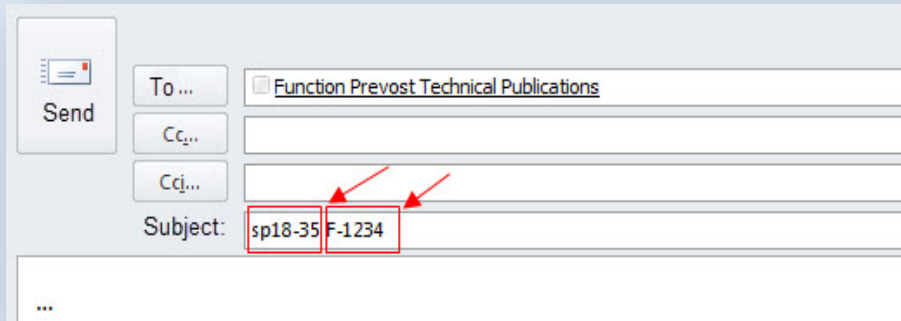 Send
To ...
Function Prevost Technical Publications
Cc...
Cci...
Subject:
sp18-35 F-1234
...